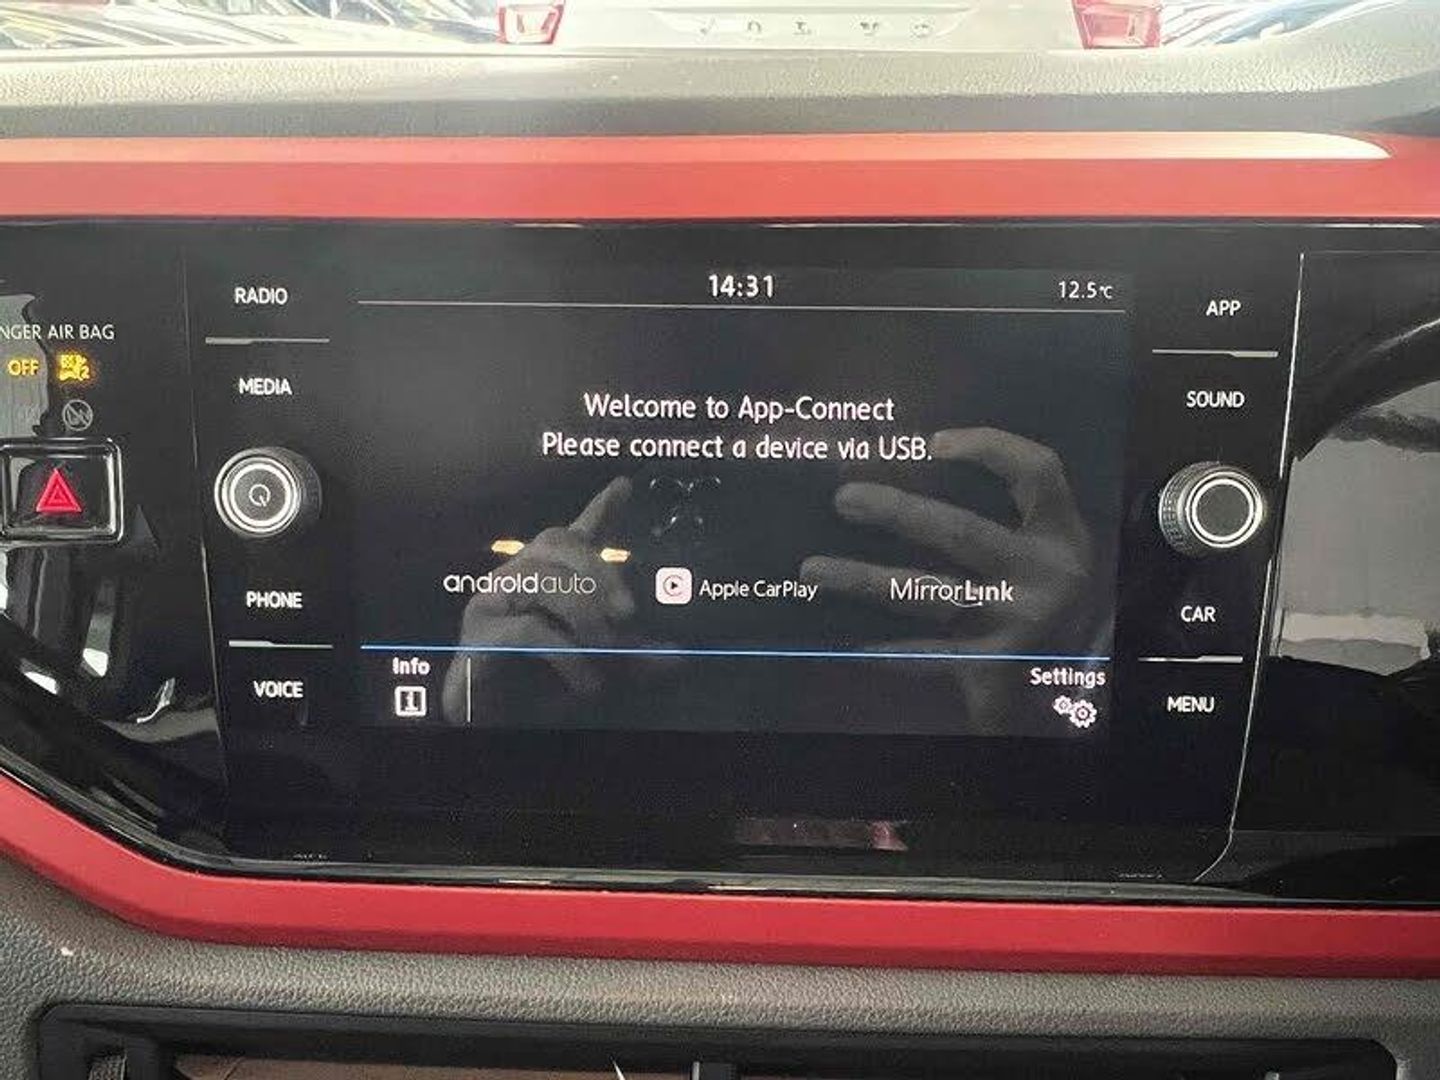 14:31
12.5°C
RADIO
MEDIA
PHONE
VOICE
NGER AIR BAG
OFF
Welcome to App-Connect
Please connect a device via USB.
androidauto
Apple CarPlay
MirrorLink
Info
Settings
APP
SOUND
CAR
MENU